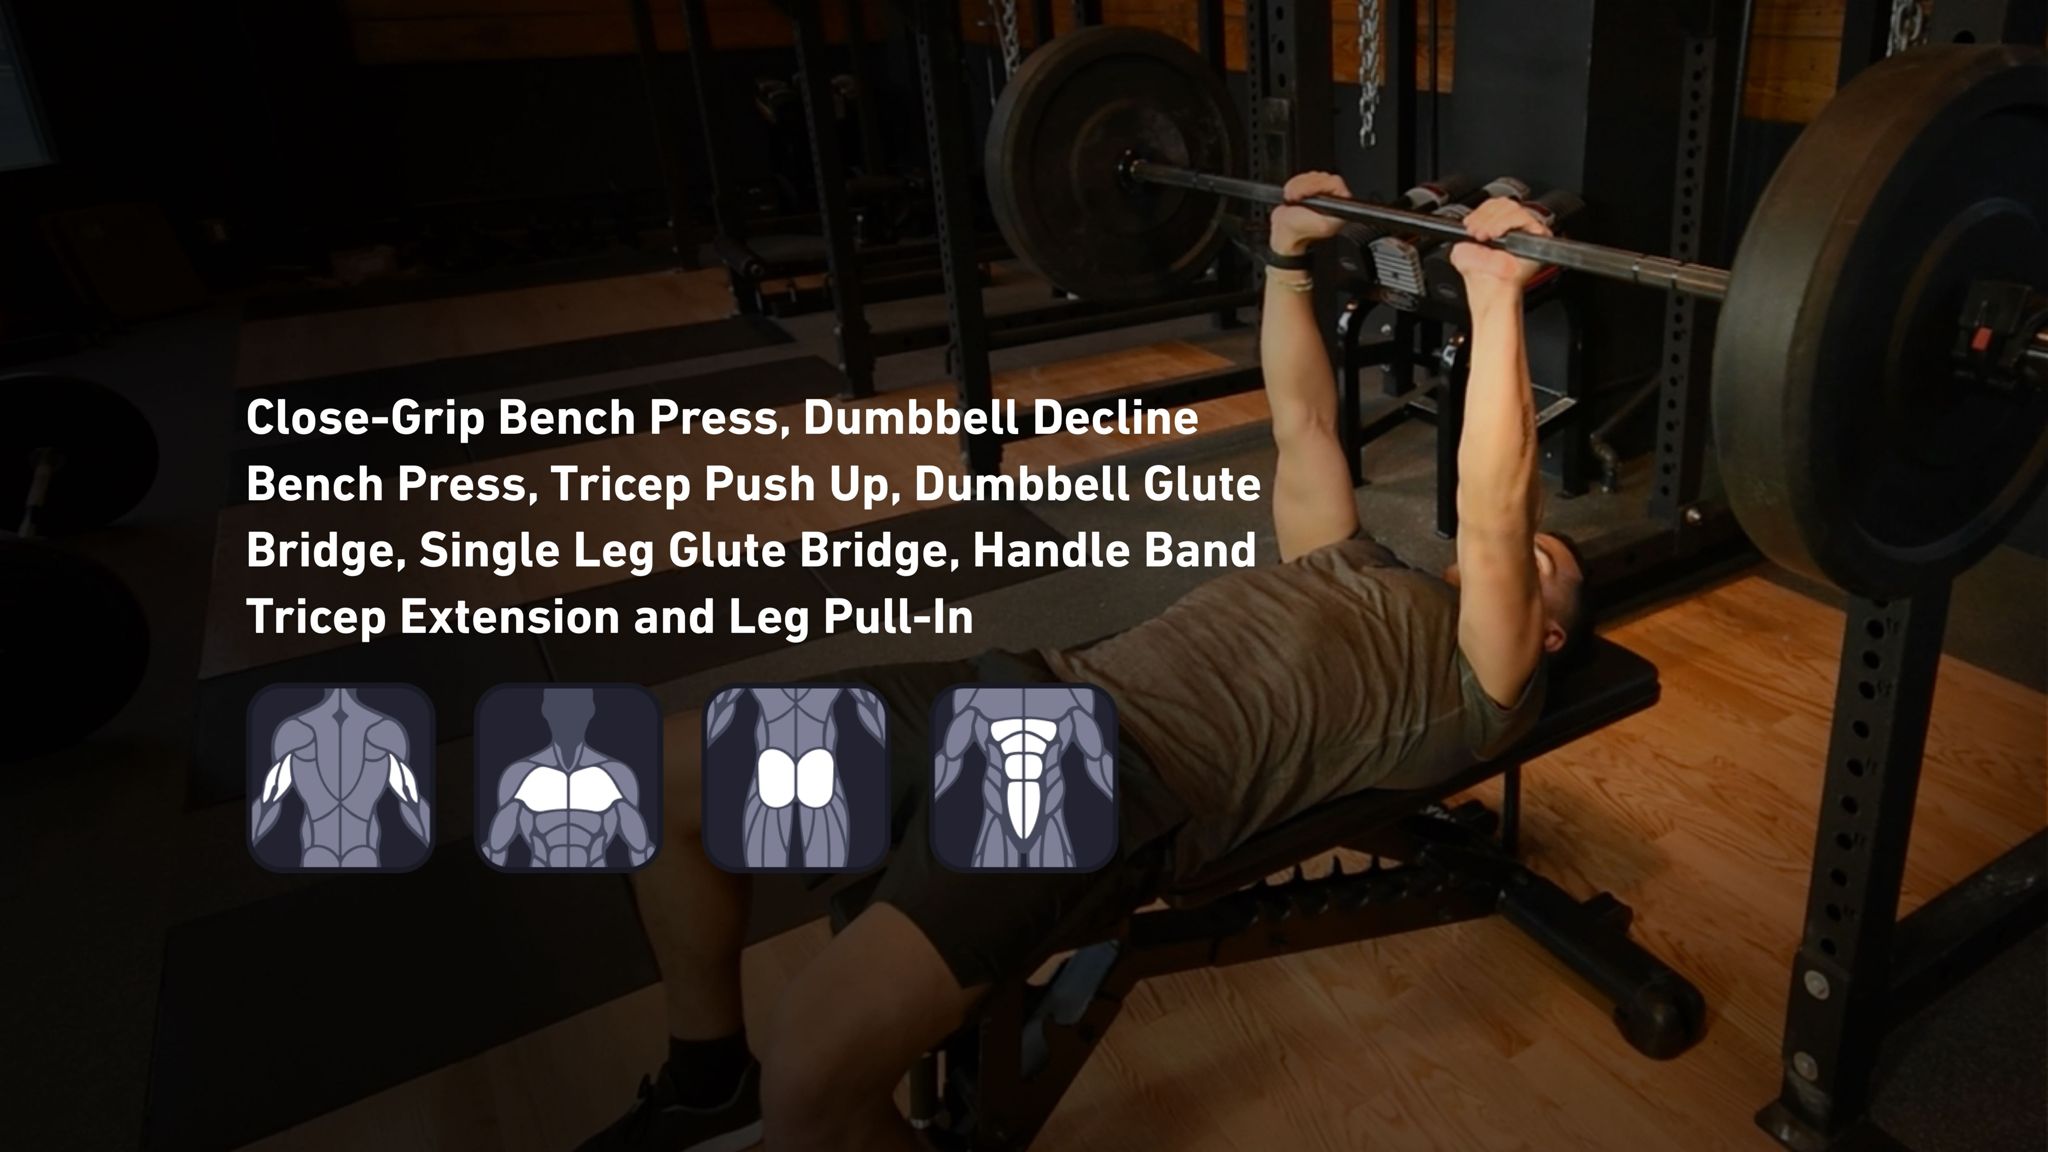 Close-Grip Bench Press, Dumbbell Decline
Bench Press, Tricep Push Up, Dumbbell Glute
Bridge, Single Leg Glute Bridge, Handle Band
Tricep Extension and Leg Pull-In